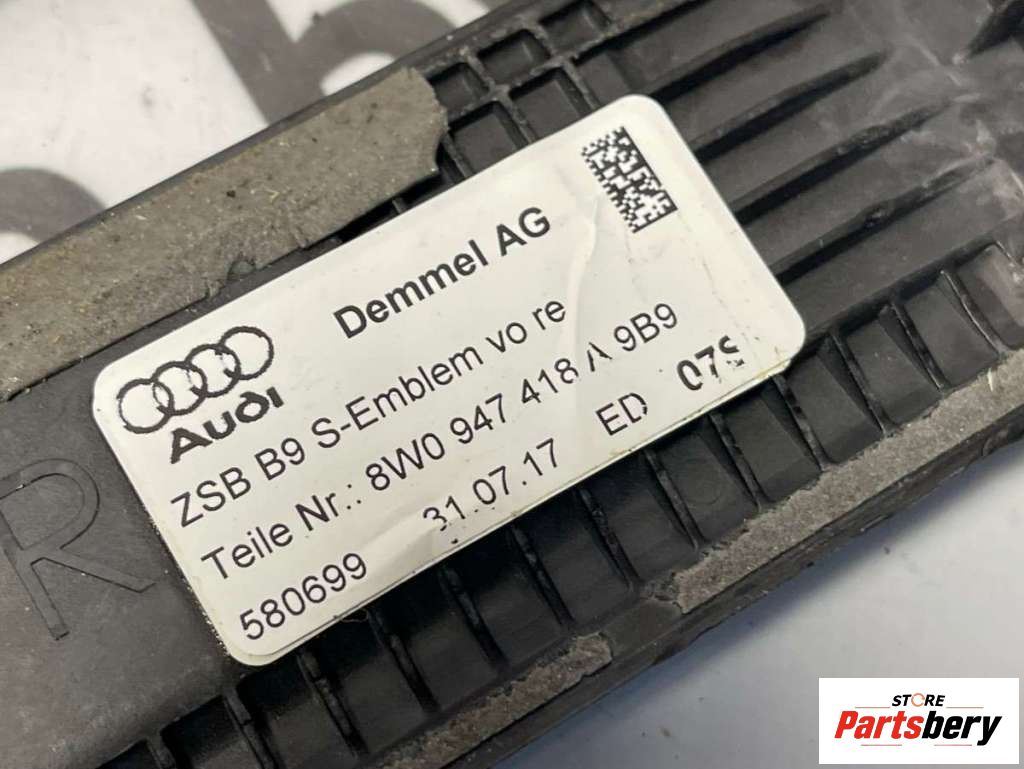 Demmel AG
AUDI
ZSB B9 S-Emblem vo re
Teile Nr.: 8W0 947 418 A 9B9
580699 31.07.17 ED
R
STORE
Partsbery